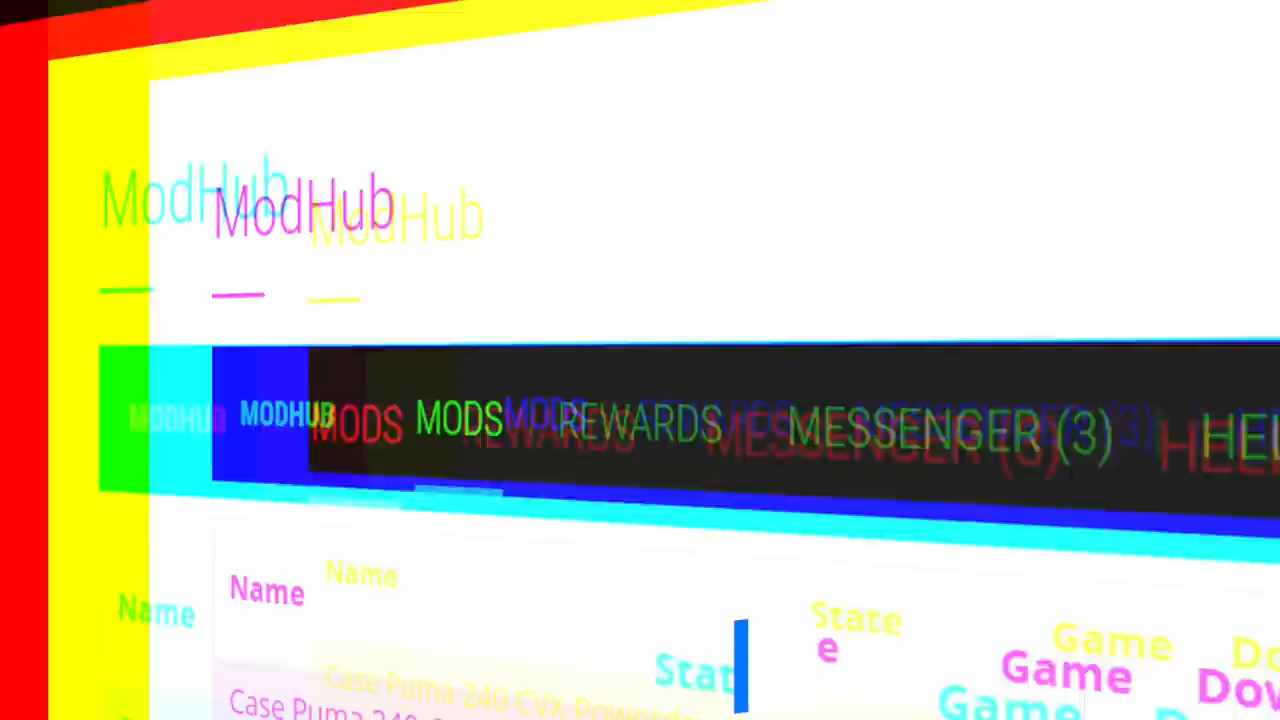 ModHub
MODHUB MODS REWARDS MESSENGER (3)
Name State Game
Case Puma 240 CVX